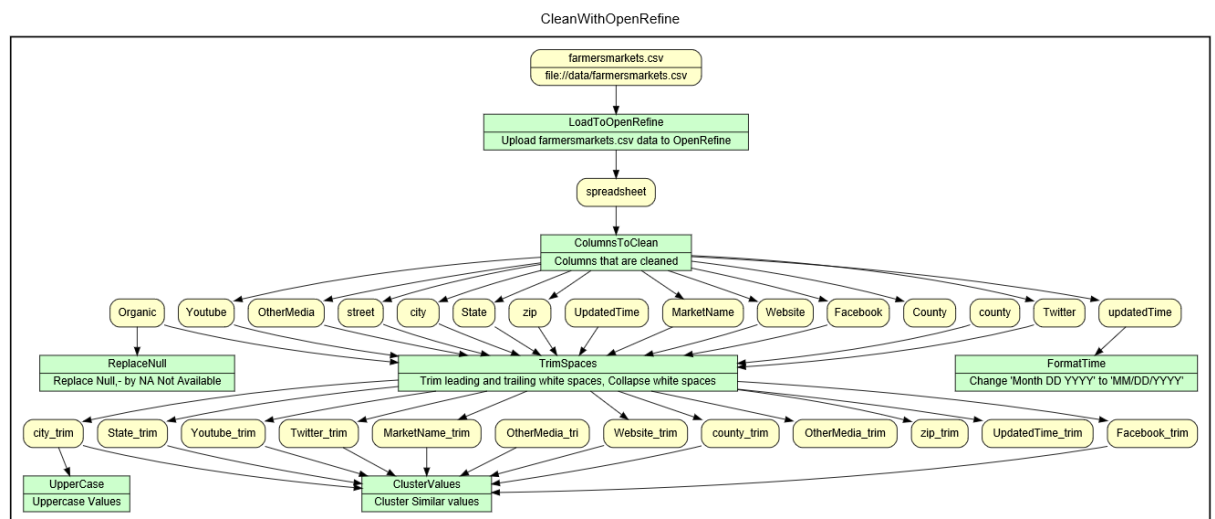 CleanWithOpenRefine
farmersmarkets.csv
file://data/farmersmarkets.csv
LoadToOpenRefine
Upload farmersmarkets.csv data to OpenRefine
spreadsheet
ColumnsToClean
Columns that are cleaned
Organic
Youtube
OtherMedia
street
city
State
zip
UpdatedTime
MarketName
Website
Facebook
County
county
Twitter
updatedTime
ReplaceNull
Replace Null,- by NA Not Available
TrimSpaces
Trim leading and trailing white spaces, Collapse white spaces
FormatTime
Change 'Month DD YYYY' to 'MM/DD/YYYY'
city_trim
State_trim
Youtube_trim
Twitter_trim
MarketName_trim
OtherMedia_tri
Website_trim
county_trim
OtherMedia_trim
zip_trim
UpdatedTime_trim
Facebook_trim
UpperCase
Uppercase Values
ClusterValues
Cluster Similar values